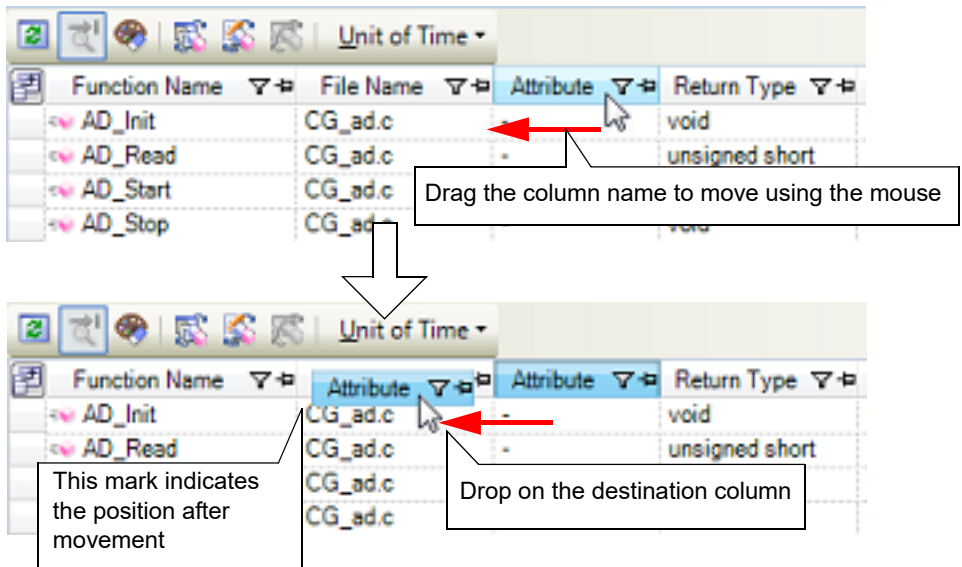 Unit of Time
Function Name File Name Attribute Return Type
AD_Init CG_ad.c - void
AD_Read CG_ad.c - unsigned short
AD_Start CG_ad.c
Drag the column name to move using the mouse
AD_Stop CG_ad.c void
Unit of Time
Function Name Attribute Attribute Return Type
AD_Init CG_ad.c - void
AD_Read CG_ad.c - unsigned short
This mark indicates
the position after
movement
CG_ad.c
Drop on the destination column
CG_ad.c